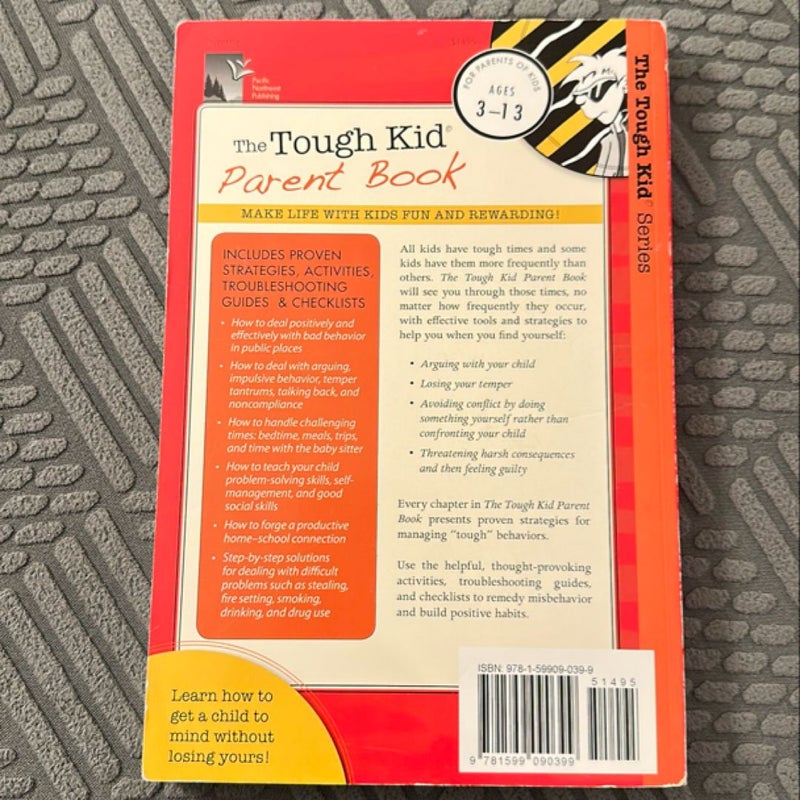 Pacific
Northwest
Publishing
FOR PARENTS OF KIDS
AGES
3–13
The Tough Kid®
Parent Book
MAKE LIFE WITH KIDS FUN AND REWARDING!
INCLUDES PROVEN
STRATEGIES, ACTIVITIES,
TROUBLESHOOTING
GUIDES & CHECKLISTS
• How to deal positively and
effectively with bad behavior
in public places
• How to deal with arguing,
impulsive behavior, temper
tantrums, talking back, and
noncompliance
• How to handle challenging
times: bedtime, meals, trips,
and time with the baby sitter
• How to teach your child
problem-solving skills, self-
management, and good
social skills
• How to forge a productive
home–school connection
• Step-by-step solutions
for dealing with difficult
problems such as stealing,
fire setting, smoking,
drinking, and drug use
All kids have tough times and some
kids have them more frequently than
others. The Tough Kid Parent Book
will see you through those times, no
matter how frequently they occur,
with effective tools and strategies to
help you when you find yourself:
• Arguing with your child
• Losing your temper
• Avoiding conflict by doing
something yourself rather than
confronting your child
• Threatening harsh consequences
and then feeling guilty
Every chapter in The Tough Kid Parent
Book presents proven strategies for
managing "tough" behaviors.
Use the helpful, thought-provoking
activities, troubleshooting guides,
and checklists to remedy misbehavior
and build positive habits.
Learn how to
get a child to
mind without
losing yours!
ISBN: 978-1-59909-039-9
51495
9 781599 090399
The Tough Kid® Series